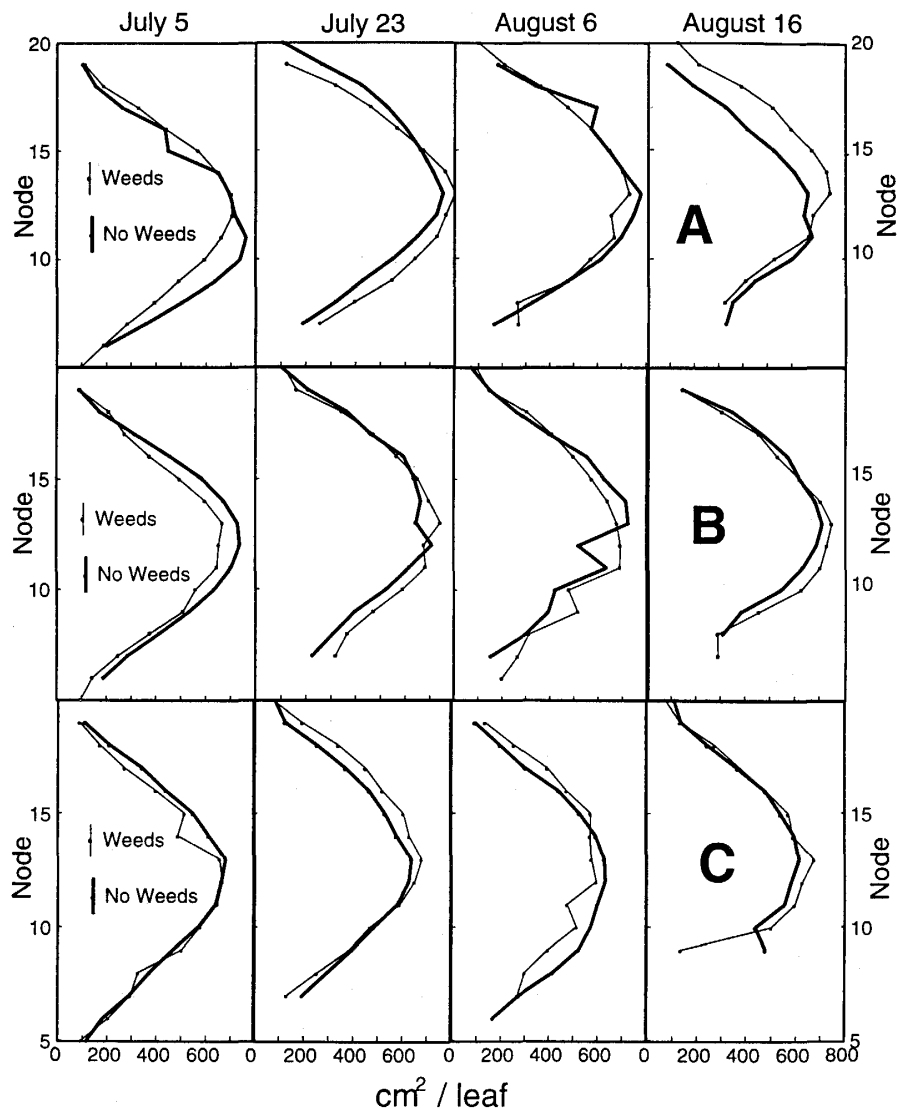 July 5 July 23 August 6 August 16
20 20
15 15
Node Weeds A Node
No Weeds
10 10
15 15
Node Weeds B Node
No Weeds
10 10
15 15
Node Weeds C Node
No Weeds
10 10
5 5
0 200 400 600 0 200 400 600 0 200 400 600 0 200 400 600 800
cm² / leaf